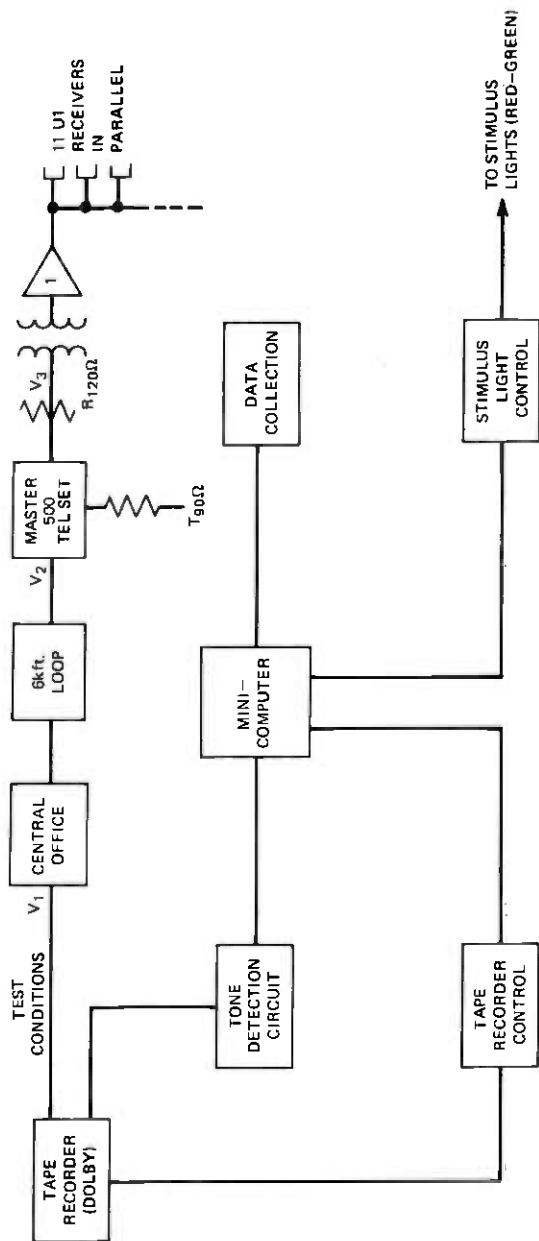 TAPE
RECORDER
(DOLBY)
TEST
CONDITIONS
V1
CENTRAL
OFFICE
6kft.
LOOP
V2
MASTER
500
TEL SET
T90Ω
V3
R120Ω
1
11 U1
RECEIVERS
IN
PARALLEL
TONE
DETECTION
CIRCUIT
MINI-
COMPUTER
DATA
COLLECTION
TAPE
RECORDER
CONTROL
STIMULUS
LIGHT
CONTROL
TO STIMULUS
LIGHTS (RED-GREEN)